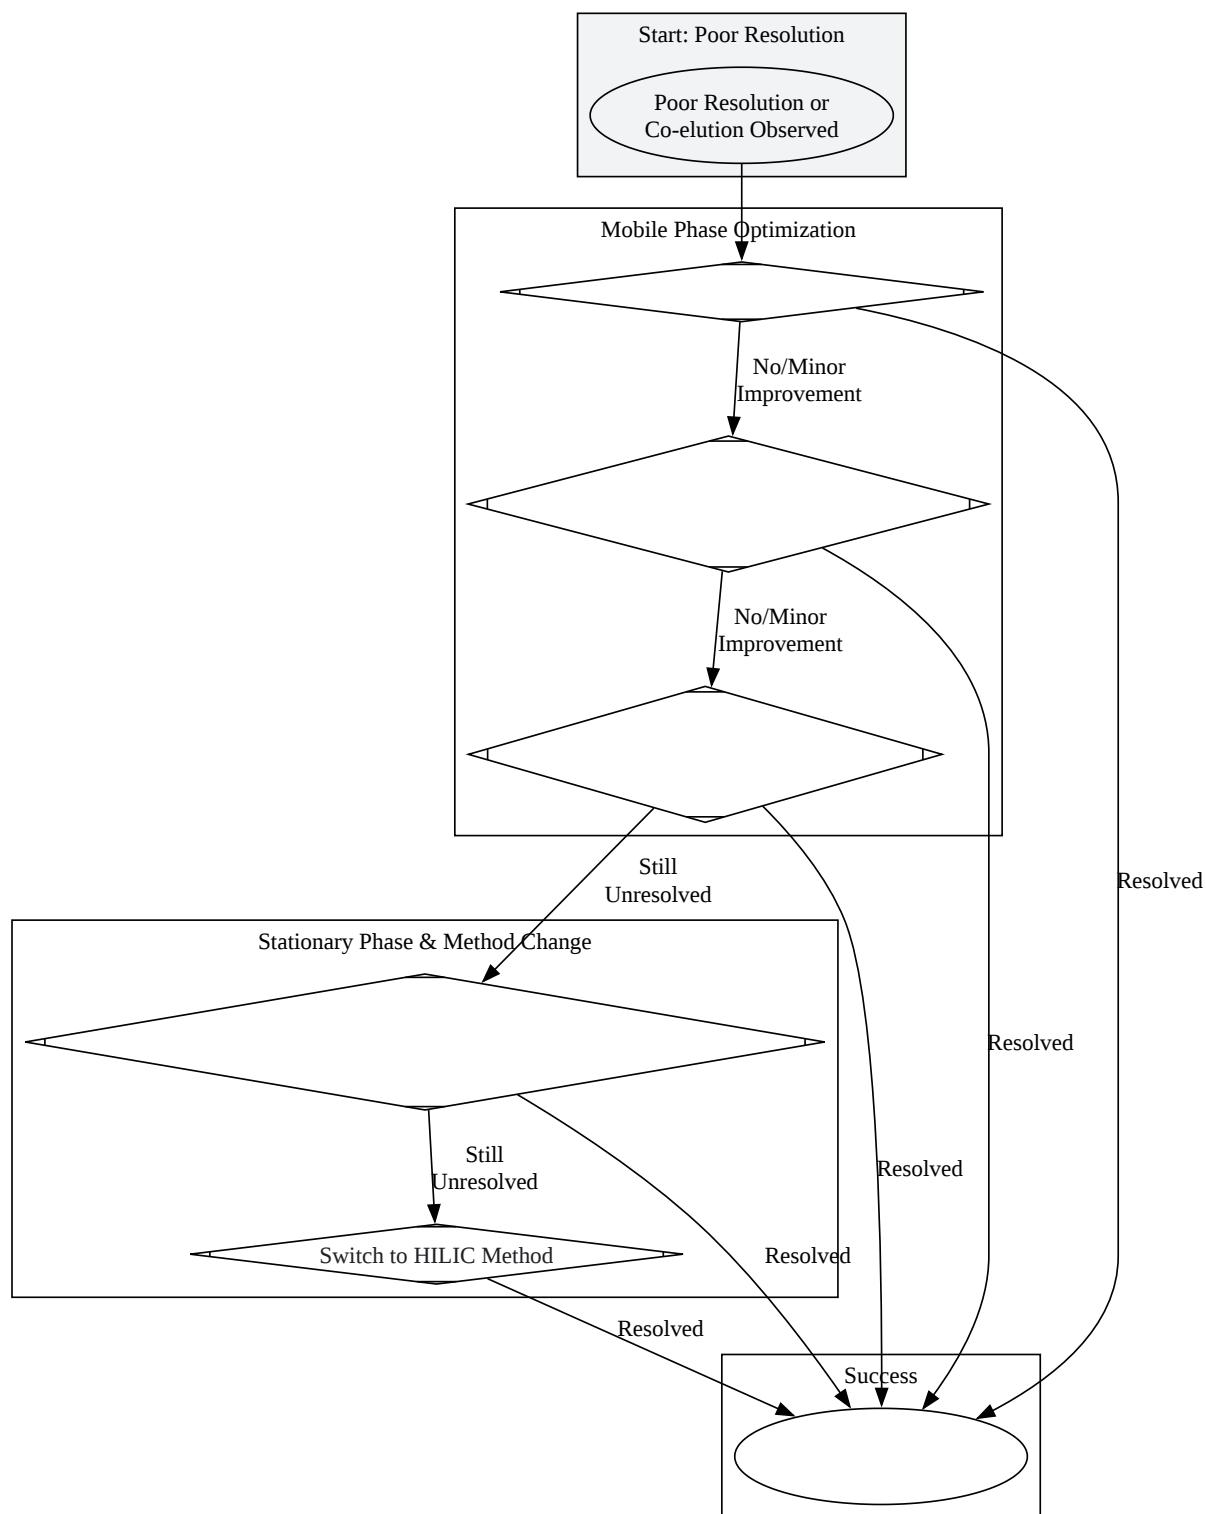 Start: Poor Resolution
Poor Resolution or
Co-elution Observed
Mobile Phase Optimization
No/Minor
Improvement
No/Minor
Improvement
Still
Unresolved
Resolved
Stationary Phase & Method Change
Resolved
Still
Unresolved
Resolved
Switch to HILIC Method
Resolved
Resolved
Success